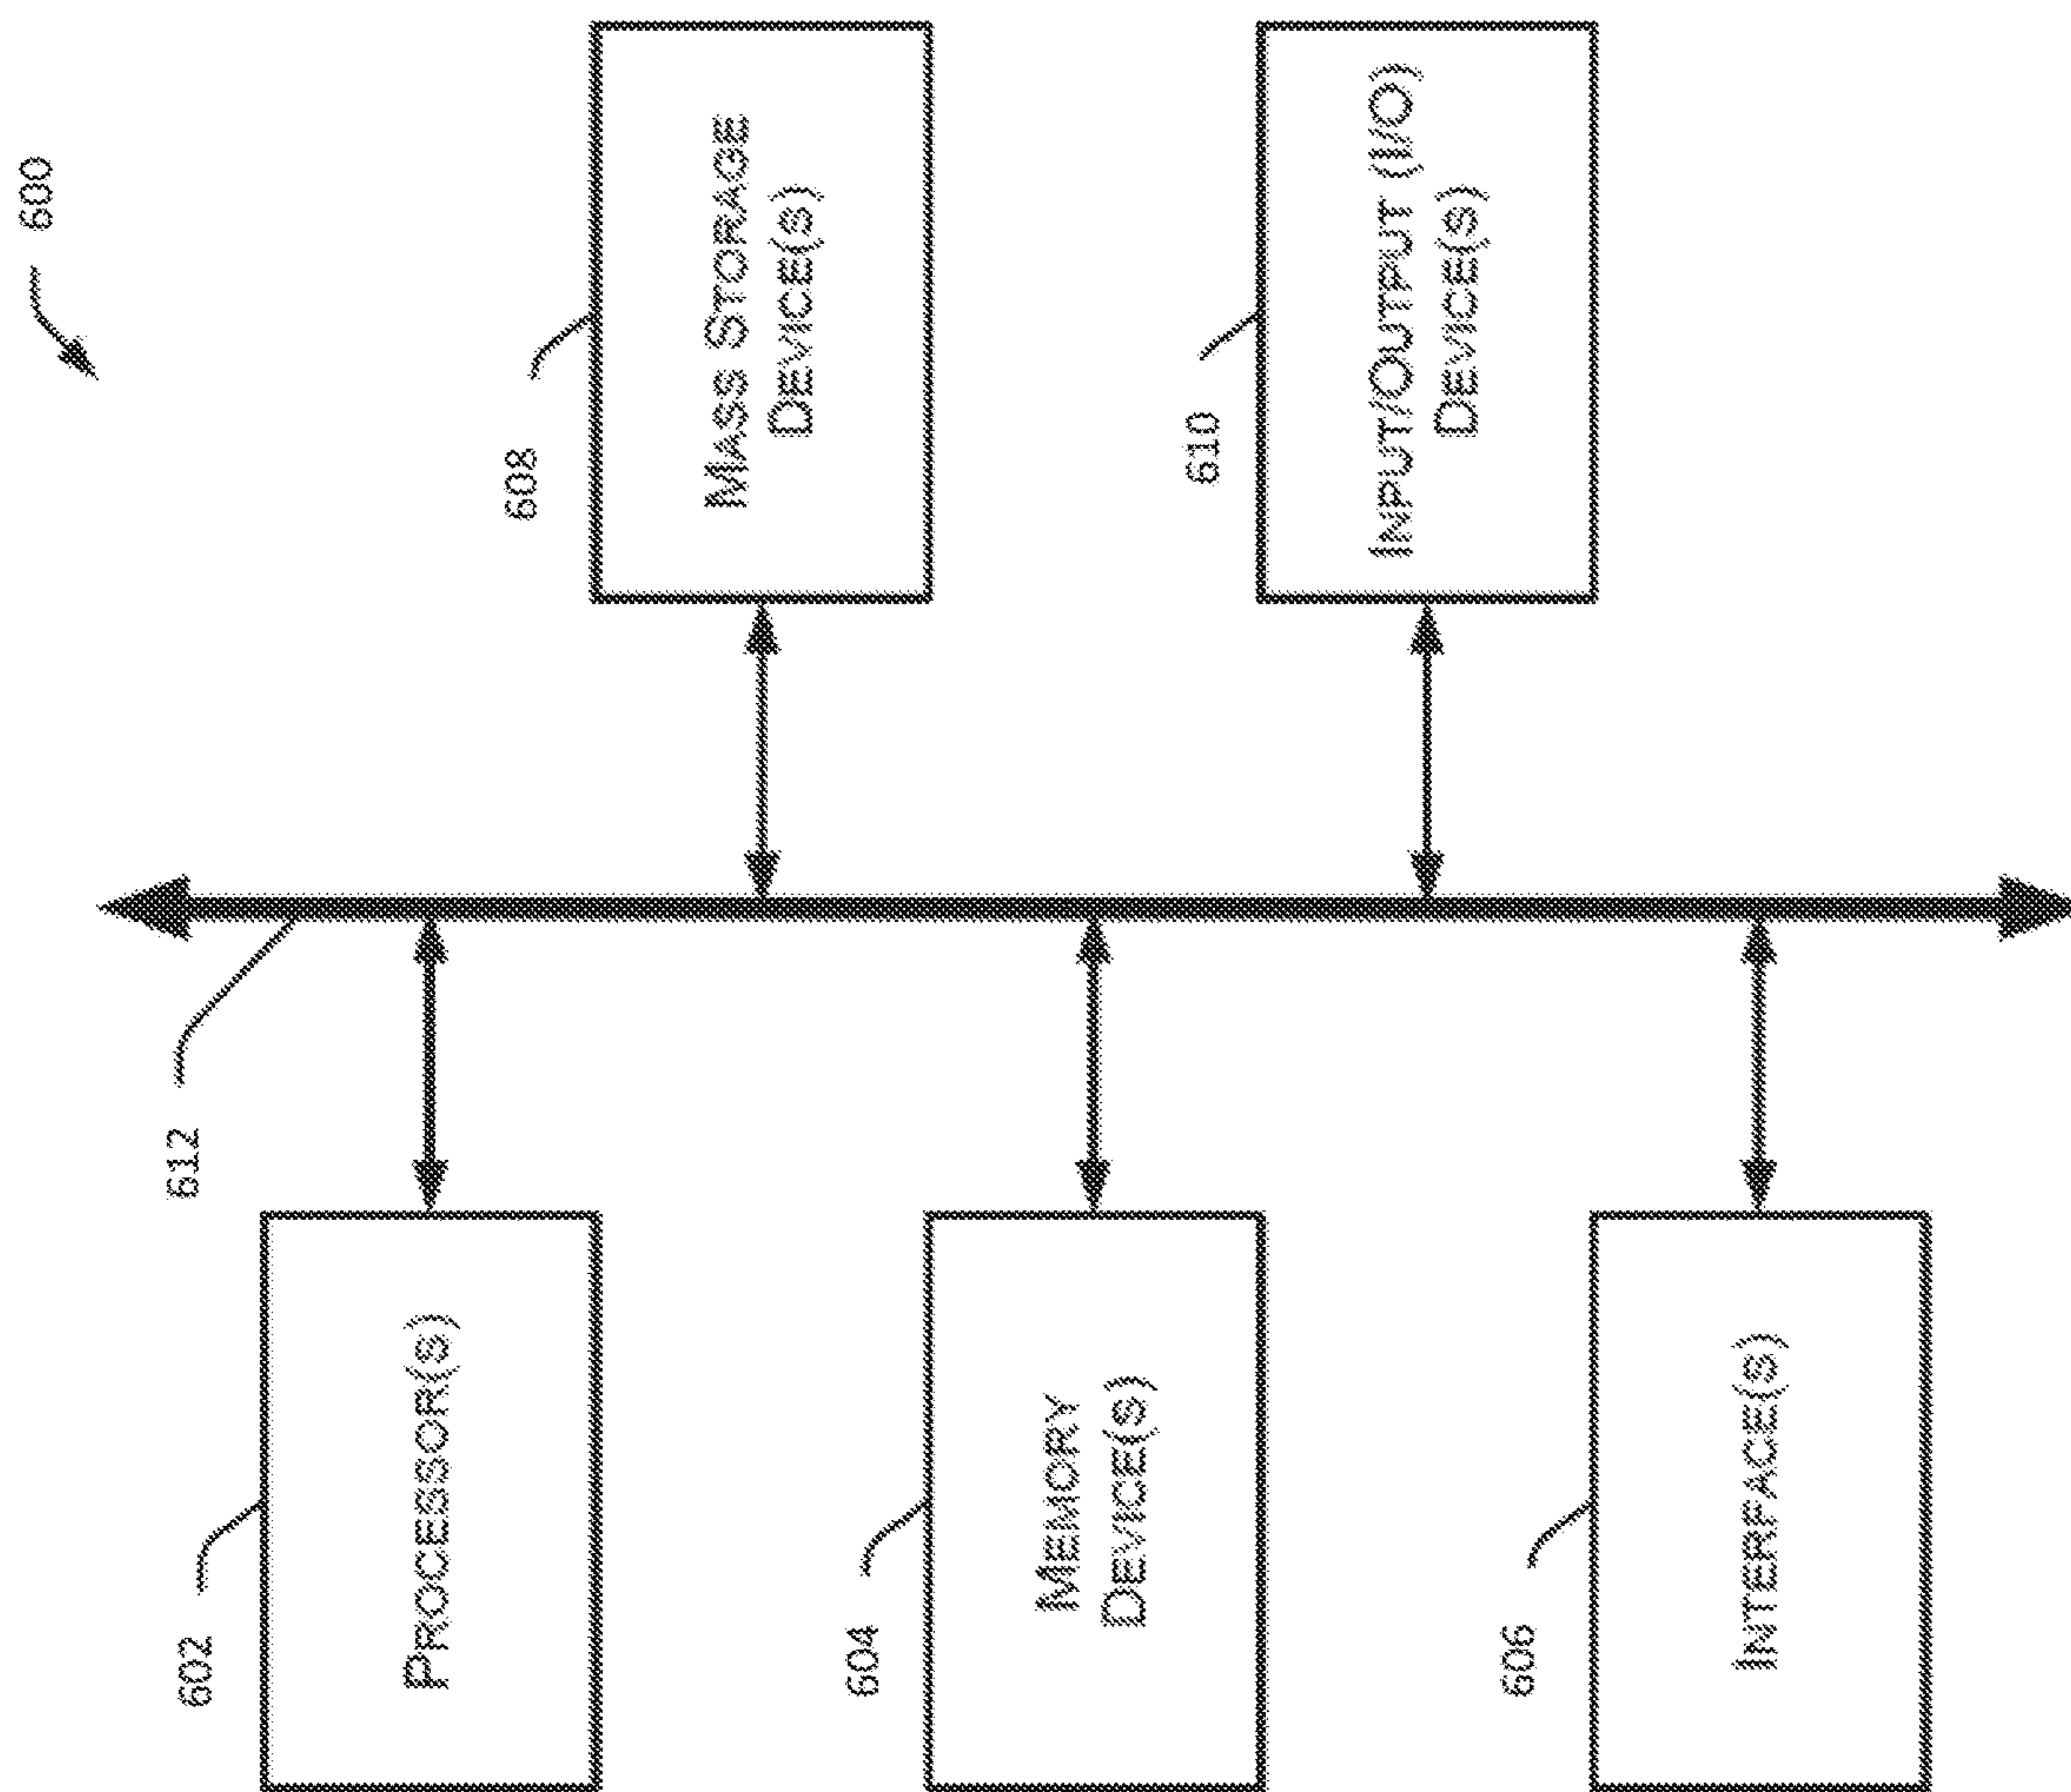 600
612
602
PROCESSOR(S)
608
MASS STORAGE
DEVICE(S)
604
MEMORY
DEVICE(S)
610
INPUT/OUTPUT (I/O)
DEVICE(S)
606
INTERFACE(S)